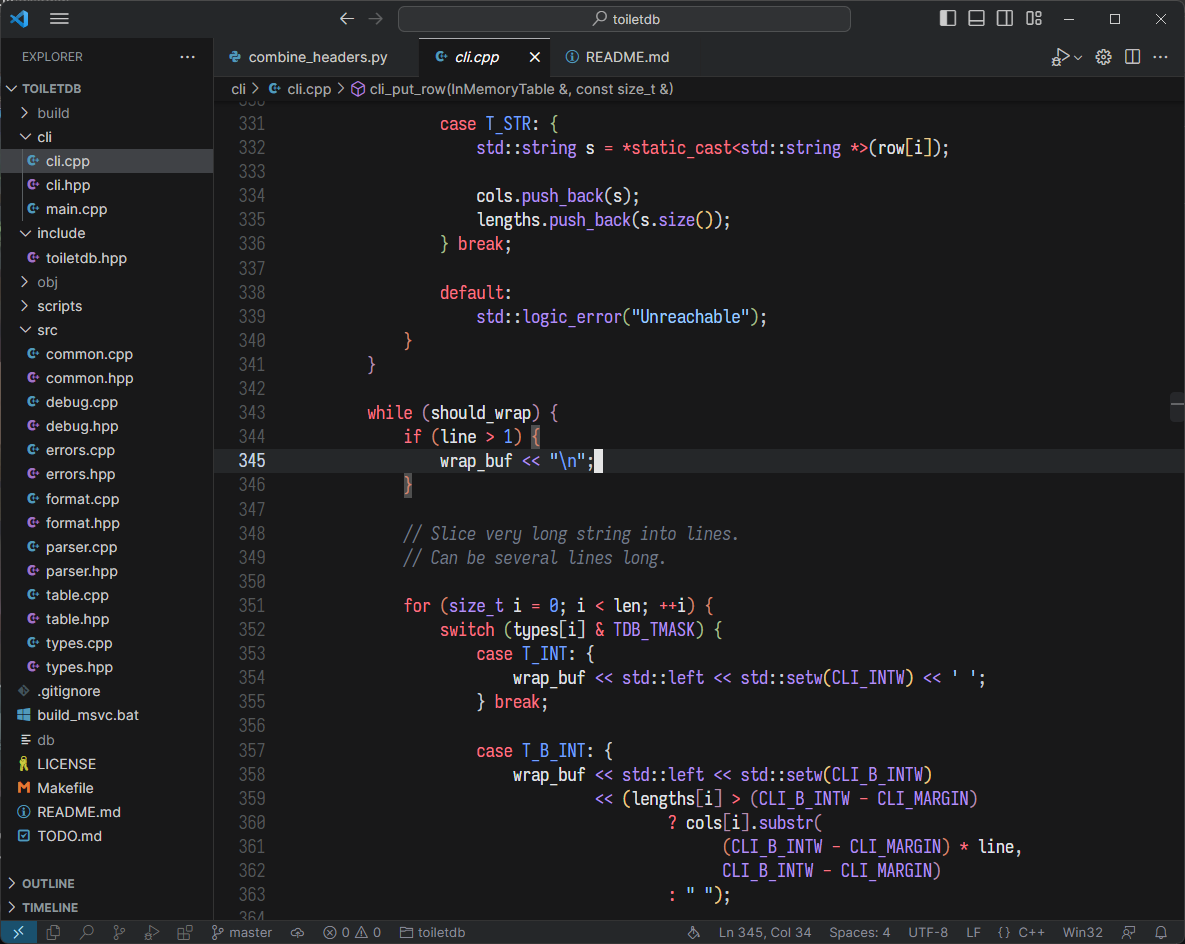 toiletdb
EXPLORER
combine_headers.py
cli.cpp
README.md
cli > cli.cpp > cli_put_row(InMemoryTable &, const size_t &)
TOILETDB
build
cli
cli.cpp
cli.hpp
main.cpp
include
toiletdb.hpp
obj
scripts
src
common.cpp
common.hpp
debug.cpp
debug.hpp
errors.cpp
errors.hpp
format.cpp
format.hpp
parser.cpp
parser.hpp
table.cpp
table.hpp
types.cpp
types.hpp
.gitignore
build_msvc.bat
db
LICENSE
Makefile
README.md
TODO.md
OUTLINE
TIMELINE
330
331 case T_STR: {
332 std::string s = *static_cast<std::string *>(row[i]);
333
334 cols.push_back(s);
335 lengths.push_back(s.size());
336 } break;
337
338 default:
339 std::logic_error("Unreachable");
340 }
341 }
342
343 while (should_wrap) {
344 if (line > 1) {
345 wrap_buf << "\n";
346 }
347
348 // Slice very long string into lines.
349 // Can be several lines long.
350
351 for (size_t i = 0; i < len; ++i) {
352 switch (types[i] & TDB_TMASK) {
353 case T_INT: {
354 wrap_buf << std::left << std::setw(CLI_INTW) << ' ';
355 } break;
356
357 case T_B_INT: {
358 wrap_buf << std::left << std::setw(CLI_B_INTW)
359 << (lengths[i] > (CLI_B_INTW - CLI_MARGIN)
360 ? cols[i].substr(
361 (CLI_B_INTW - CLI_MARGIN) * line,
362 CLI_B_INTW - CLI_MARGIN)
363 : " ");
364
master
0
0
toiletdb
Ln 345, Col 34
Spaces: 4
UTF-8
LF
{} C++
Win32